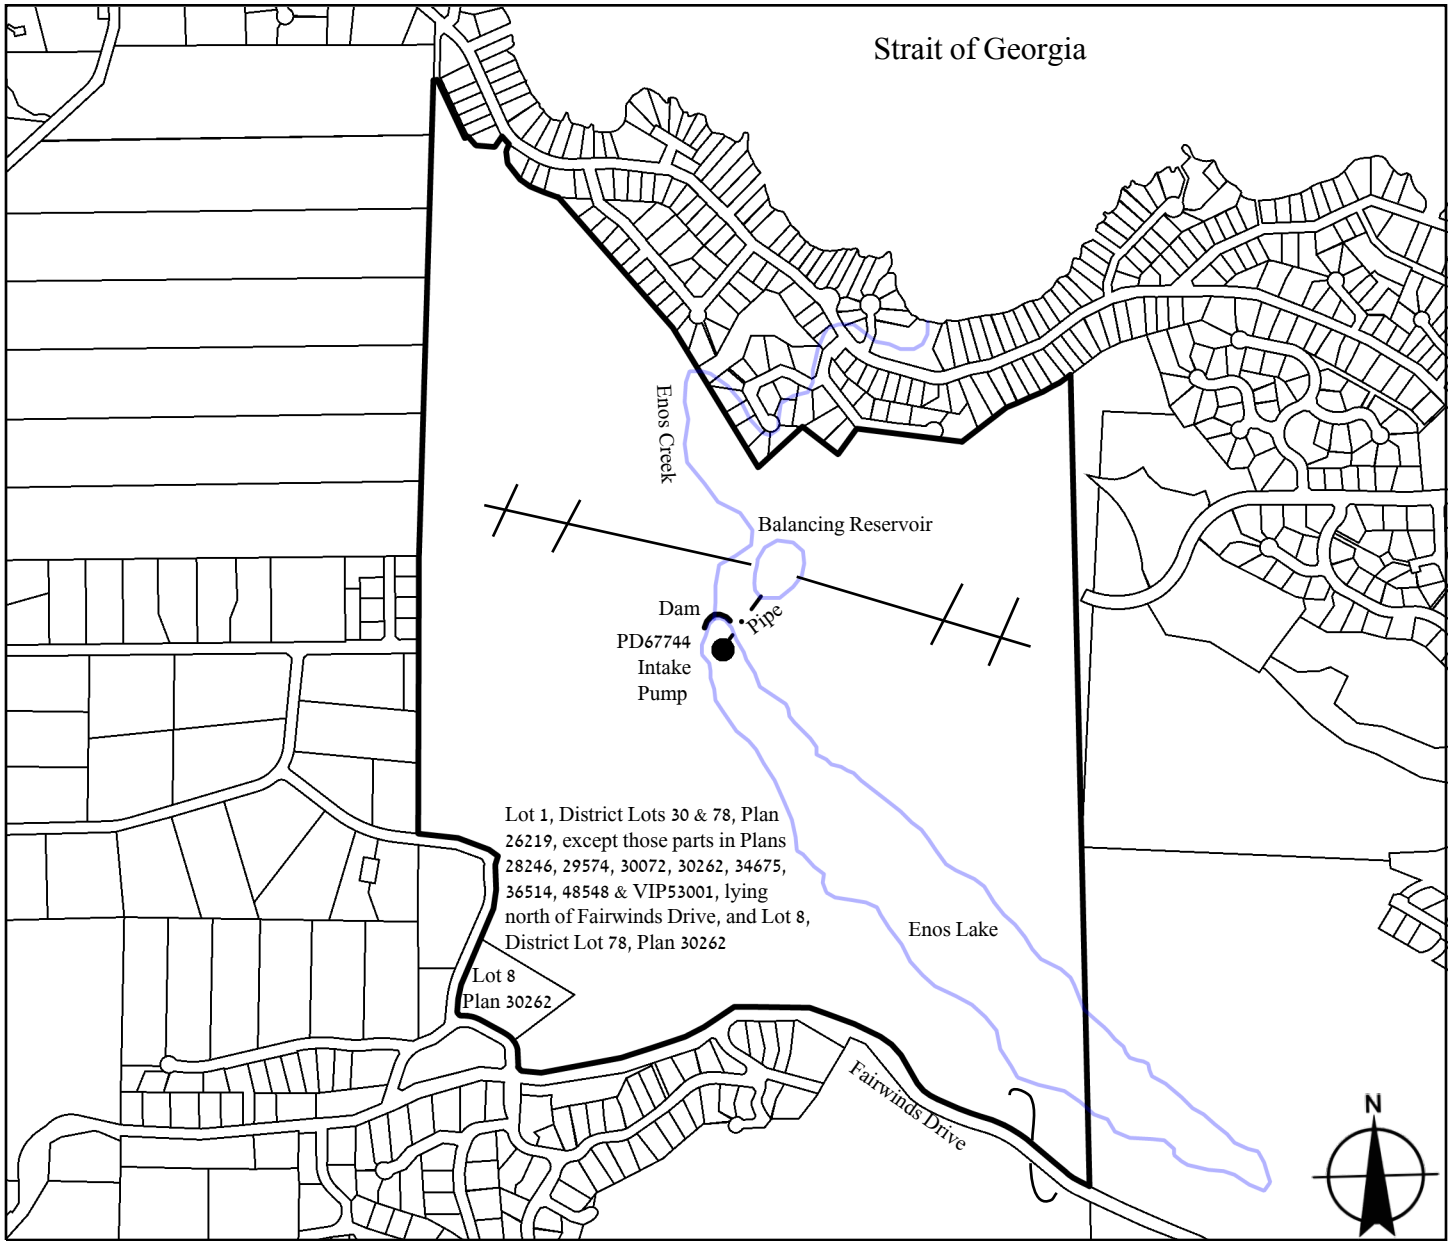 Strait of Georgia
Enos Creek
Balancing Reservoir
Dam
Pipe
PD67744
Intake
Pump
Lot 1, District Lots 30 & 78, Plan
26219, except those parts in Plans
28246, 29574, 30072, 30262, 34675,
36514, 48548 & VIP53001, lying
north of Fairwinds Drive, and Lot 8,
District Lot 78, Plan 30262
Enos Lake
Lot 8
Plan 30262
Fairwinds Drive
N